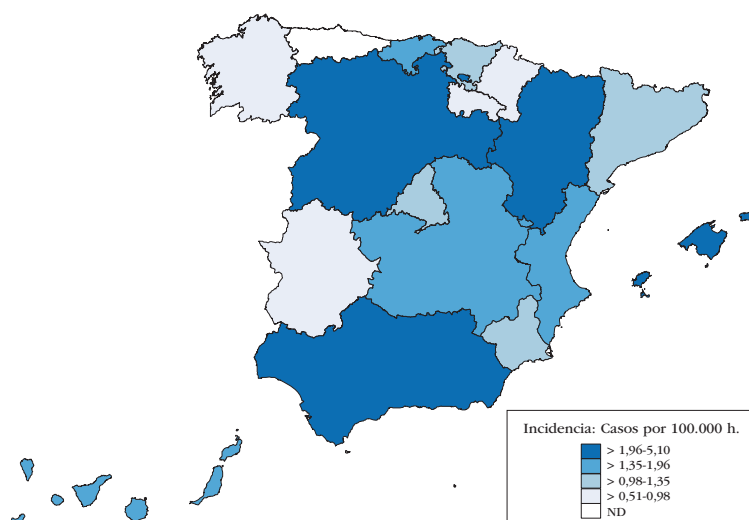 Incidencia: Casos por 100.000 h.
> 1,96-5,10
> 1,35-1,96
> 0,98-1,35
> 0,51-0,98
ND